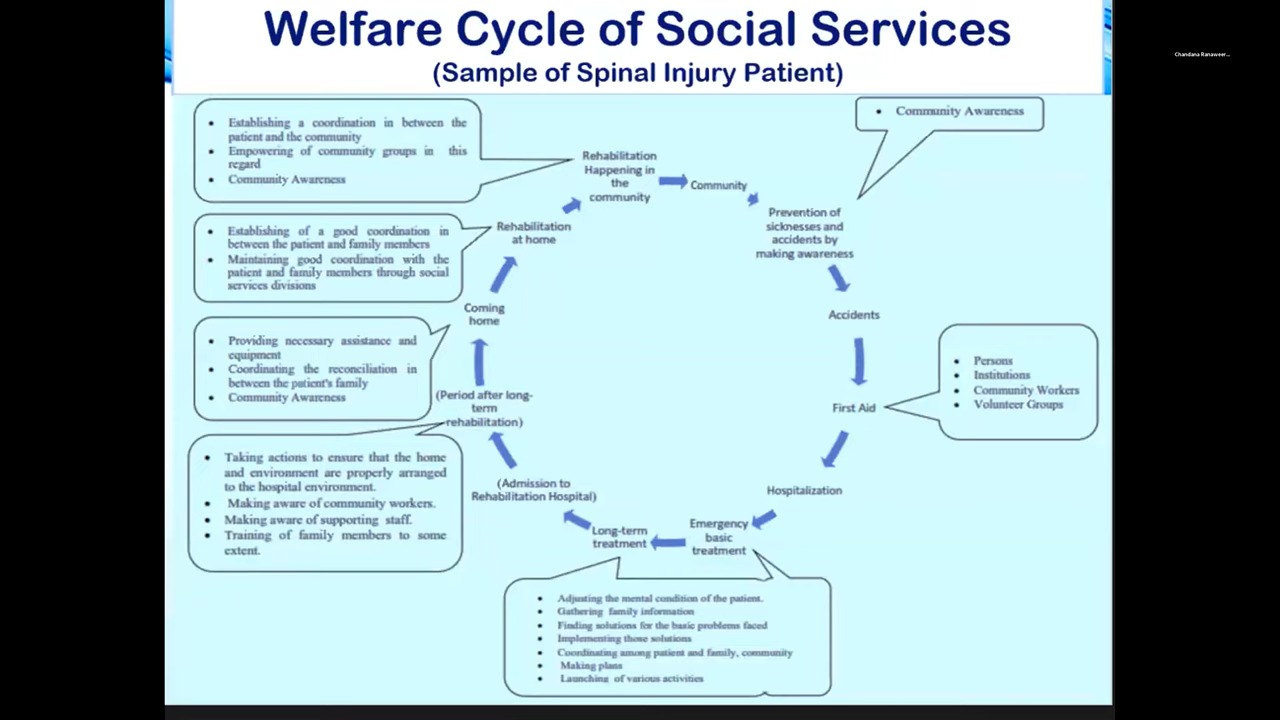 Welfare Cycle of Social Services
(Sample of Spinal Injury Patient)
Chandana Ranaweer...
• Establishing a coordination in between the
patient and the community
• Empowering of community groups in this
regard
• Community Awareness
• Community Awareness
Rehabilitation
Happening in
the
community
Community
Prevention of
sicknesses and
accidents by
making awareness
Accidents
First Aid
• Persons
• Institutions
• Community Workers
• Volunteer Groups
Hospitalization
Emergency
basic
treatment
Long-term
treatment
• Adjusting the mental condition of the patient.
• Gathering family information
• Finding solutions for the basic problems faced
• Implementing those solutions
• Coordinating among patient and family, community
• Making plans
• Launching of various activities
(Admission to
Rehabilitation Hospital)
(Period after long-
term
rehabilitation)
• Taking actions to ensure that the home
and environment are properly arranged
to the hospital environment.
• Making aware of community workers.
• Making aware of supporting staff.
• Training of family members to some
extent.
Coming
home
• Providing necessary assistance and
equipment
• Coordinating the reconciliation in
between the patient's family
• Community Awareness
Rehabilitation
at home
• Establishing of a good coordination in
between the patient and family members
• Maintaining good coordination with the
patient and family members through social
services divisions